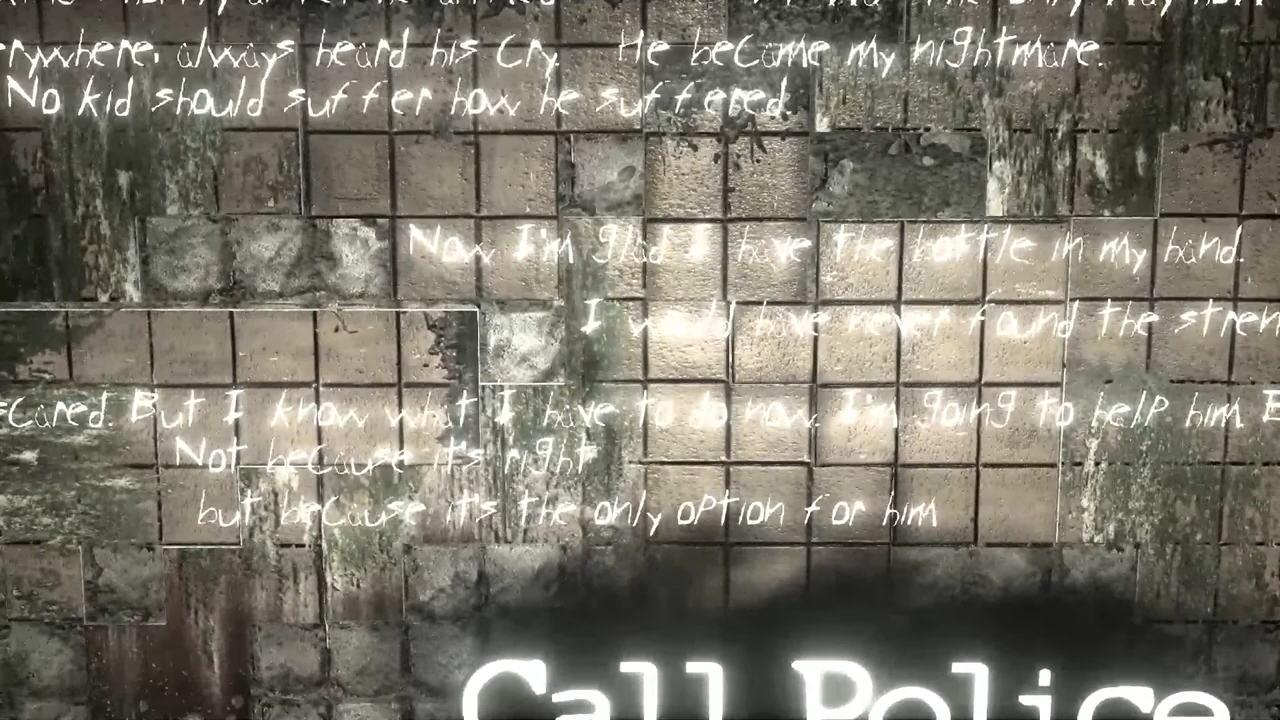 rywhere, always heard his cry. He became my nightmare.
No kid should suffer how he suffered.
Now I'm glad I have the bottle in my hand.
I would have never found the stren
scared. But I know what I have to do now. I'm going to help him. E
Not because it's right
but because it's the only option for him
Call Police